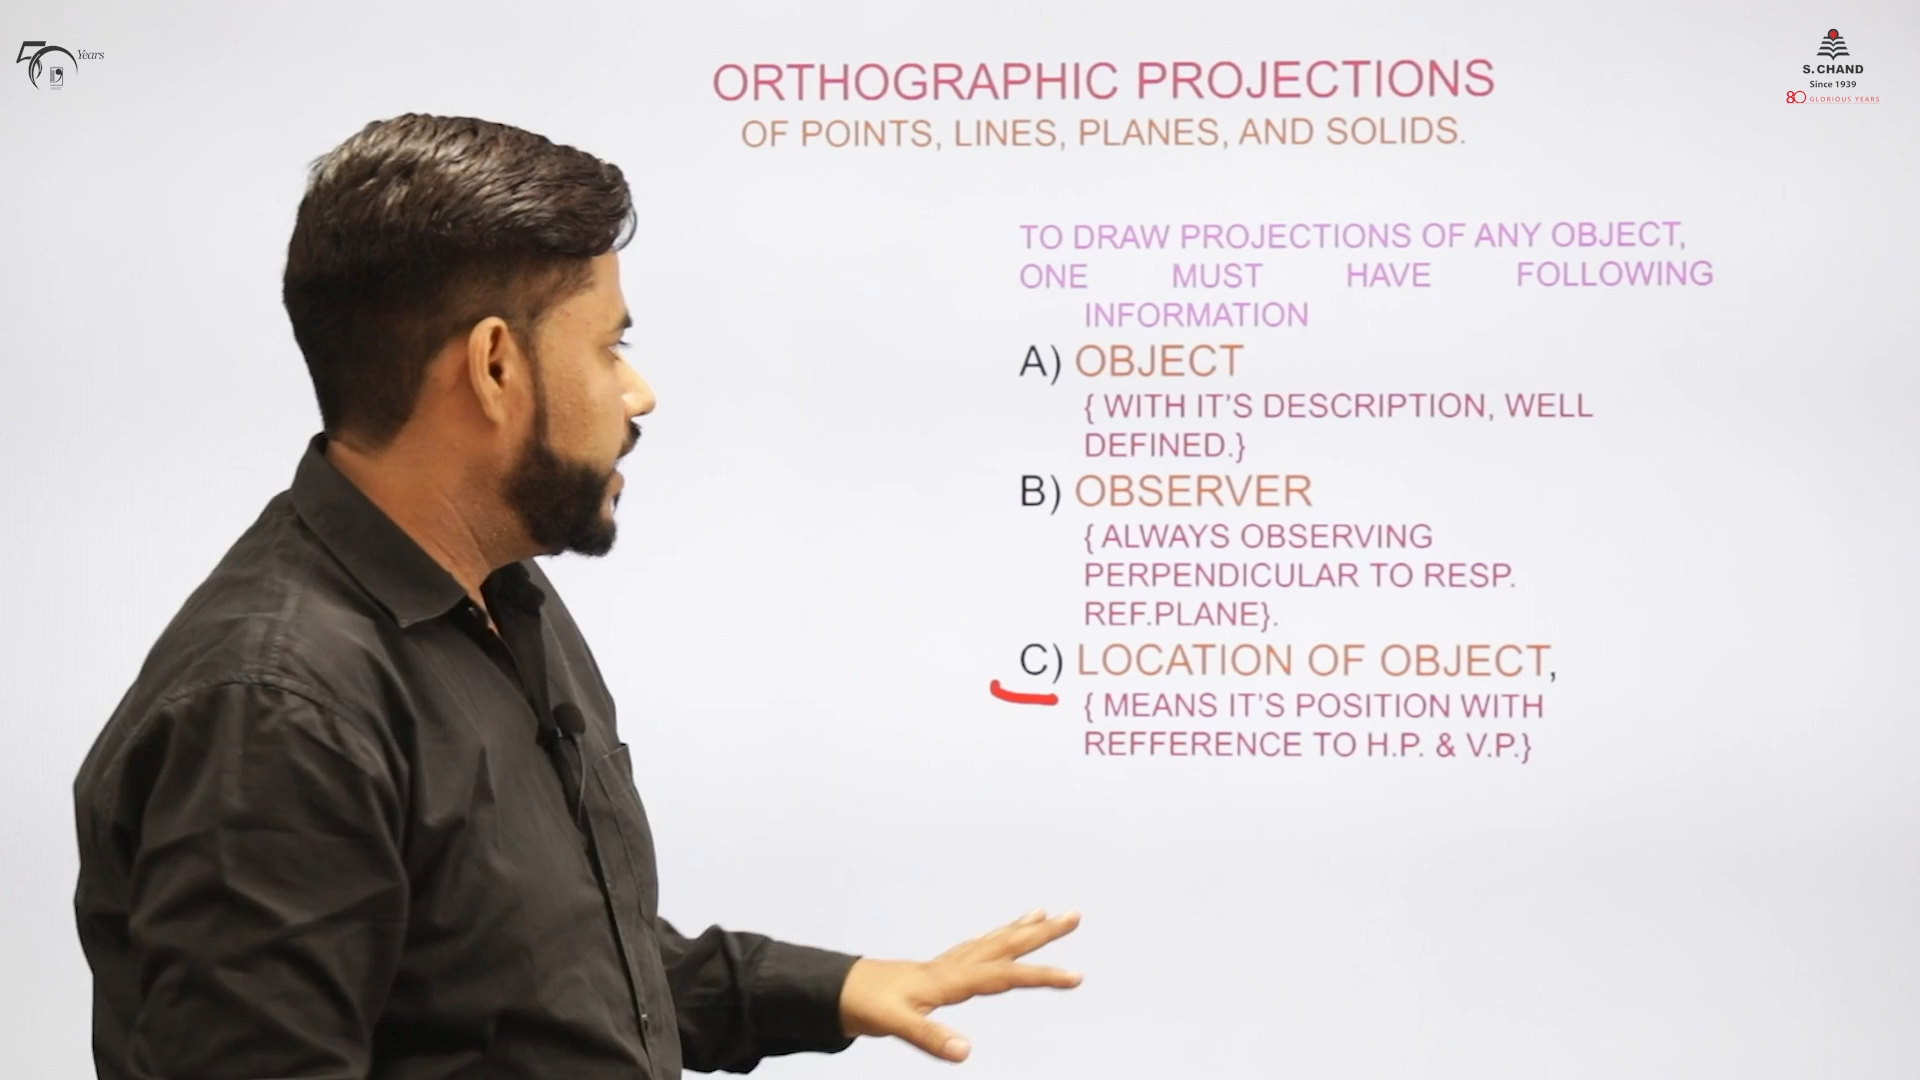 50 Years
S.CHAND
Since 1939
80 GLORIOUS YEARS
ORTHOGRAPHIC PROJECTIONS
OF POINTS, LINES, PLANES, AND SOLIDS.
TO DRAW PROJECTIONS OF ANY OBJECT,
ONE MUST HAVE FOLLOWING
INFORMATION
A) OBJECT
{ WITH IT'S DESCRIPTION, WELL
DEFINED.}
B) OBSERVER
{ ALWAYS OBSERVING
PERPENDICULAR TO RESP.
REF.PLANE}.
C) LOCATION OF OBJECT,
{ MEANS IT'S POSITION WITH
REFFERENCE TO H.P. & V.P.}